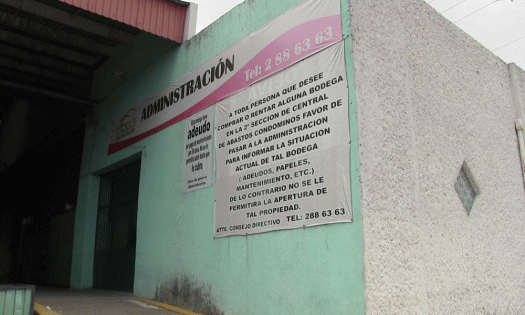 ADMINISTRACIÓN
Tel: 2 88 63 63
adeudo
A TODA PERSONA QUE DESEE
COMPRAR O RENTAR ALGUNA BODEGA
EN LA 2ª SECCION DE CENTRAL
DE ABASTOS CONDOMINOS FAVOR DE
PASAR A LA ADMINISTRACION
PARA INFORMAR LA SITUACION
ACTUAL DE TAL BODEGA
( ADEUDOS, PAPELES,
MANTENIMIENTO, ETC.)
DE LO CONTRARIO NO SE LE
PERMITIRA LA APERTURA DE
TAL PROPIEDAD.
ATTE. CONSEJO DIRECTIVO TEL: 288 63 63